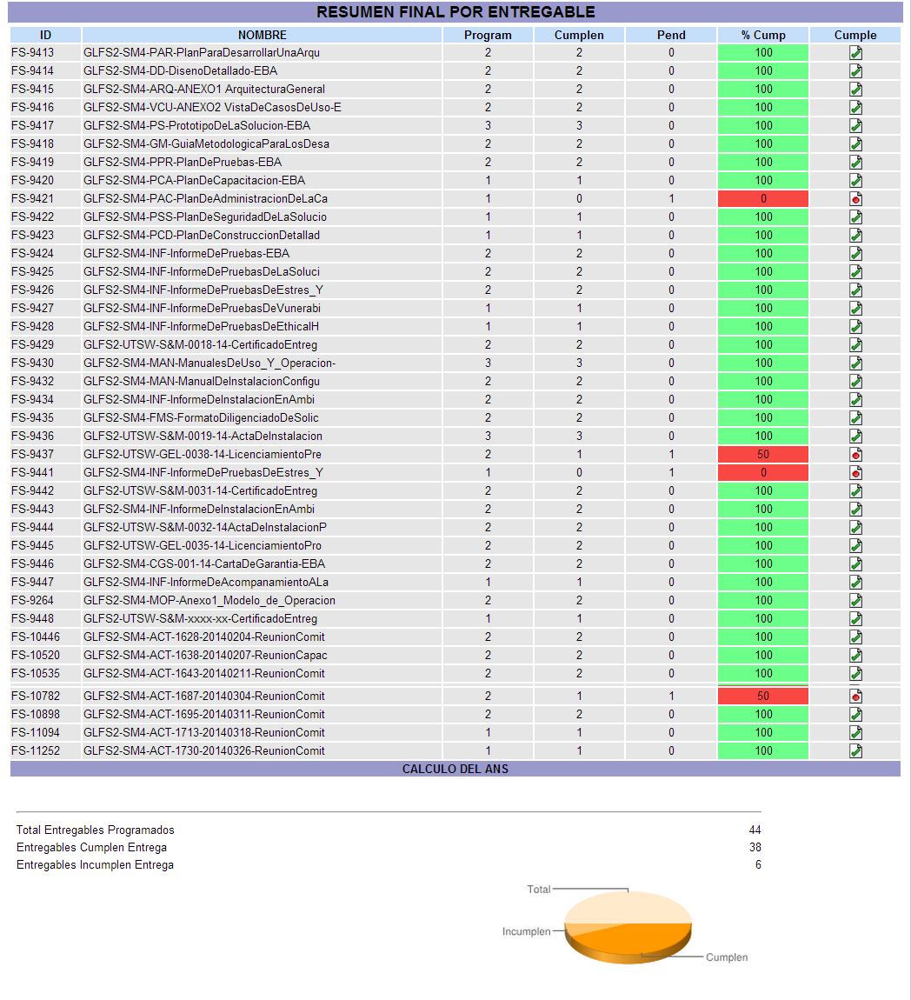 RESUMEN FINAL POR ENTREGABLE
ID NOMBRE Program Cumplen Pend % Cump Cumple
FS-9413 GLFS2-SM4-PAR-PlanParaDesarrollarUnaArqu 2 2 0 100
FS-9414 GLFS2-SM4-DD-DisenoDetallado-EBA 2 2 0 100
FS-9415 GLFS2-SM4-ARQ-ANEXO1 ArquitecturaGeneral 2 2 0 100
FS-9416 GLFS2-SM4-VCU-ANEXO2 VistaDeCasosDeUso-E 2 2 0 100
FS-9417 GLFS2-SM4-PS-PrototipoDeLaSolucion-EBA 3 3 0 100
FS-9418 GLFS2-SM4-GM-GuiaMetodologicaParaLosDesa 2 2 0 100
FS-9419 GLFS2-SM4-PPR-PlanDePruebas-EBA 2 2 0 100
FS-9420 GLFS2-SM4-PCA-PlanDeCapacitacion-EBA 1 1 0 100
FS-9421 GLFS2-SM4-PAC-PlanDeAdministracionDeLaCa 1 0 1 0
FS-9422 GLFS2-SM4-PSS-PlanDeSeguridadDeLaSolucio 1 1 0 100
FS-9423 GLFS2-SM4-PCD-PlanDeConstruccionDetallad 1 1 0 100
FS-9424 GLFS2-SM4-INF-InformeDePruebas-EBA 2 2 0 100
FS-9425 GLFS2-SM4-INF-InformeDePruebasDeLaSoluci 2 2 0 100
FS-9426 GLFS2-SM4-INF-InformeDePruebasDeEstres_Y 2 2 0 100
FS-9427 GLFS2-SM4-INF-InformeDePruebasDeVunerabi 1 1 0 100
FS-9428 GLFS2-SM4-INF-InformeDePruebasDeEthicalH 1 1 0 100
FS-9429 GLFS2-UTSW-S&M-0018-14-CertificadoEntreg 2 2 0 100
FS-9430 GLFS2-SM4-MAN-ManualesDeUso_Y_Operacion- 3 3 0 100
FS-9432 GLFS2-SM4-MAN-ManualDeInstalacionConfigu 2 2 0 100
FS-9434 GLFS2-SM4-INF-InformeDeInstalacionEnAmbi 2 2 0 100
FS-9435 GLFS2-SM4-FMS-FormatoDiligenciadoDeSolic 2 2 0 100
FS-9436 GLFS2-UTSW-S&M-0019-14-ActaDeInstalacion 3 3 0 100
FS-9437 GLFS2-UTSW-GEL-0038-14-LicenciamientoPre 2 1 1 50
FS-9441 GLFS2-SM4-INF-InformeDePruebasDeEstres_Y 1 0 1 0
FS-9442 GLFS2-UTSW-S&M-0031-14-CertificadoEntreg 2 2 0 100
FS-9443 GLFS2-SM4-INF-InformeDeInstalacionEnAmbi 2 2 0 100
FS-9444 GLFS2-UTSW-S&M-0032-14ActaDeInstalacionP 2 2 0 100
FS-9445 GLFS2-UTSW-GEL-0035-14-LicenciamientoPro 2 2 0 100
FS-9446 GLFS2-SM4-CGS-001-14-CartaDeGarantia-EBA 2 2 0 100
FS-9447 GLFS2-SM4-INF-InformeDeAcompanamientoALa 1 1 0 100
FS-9264 GLFS2-SM4-MOP-Anexo1_Modelo_de_Operacion 2 2 0 100
FS-9448 GLFS2-UTSW-S&M-xxxx-xx-CertificadoEntreg 1 1 0 100
FS-10446 GLFS2-SM4-ACT-1628-20140204-ReunionComit 2 2 0 100
FS-10520 GLFS2-SM4-ACT-1638-20140207-ReunionCapac 2 2 0 100
FS-10535 GLFS2-SM4-ACT-1643-20140211-ReunionComit 2 2 0 100
FS-10782 GLFS2-SM4-ACT-1687-20140304-ReunionComit 2 1 1 50
FS-10898 GLFS2-SM4-ACT-1695-20140311-ReunionComit 2 2 0 100
FS-11094 GLFS2-SM4-ACT-1713-20140318-ReunionComit 1 1 0 100
FS-11252 GLFS2-SM4-ACT-1730-20140326-ReunionComit 1 1 0 100
CALCULO DEL ANS
Total Entregables Programados 44
Entregables Cumplen Entrega 38
Entregables Incumplen Entrega 6
Total
Incumplen
Cumplen